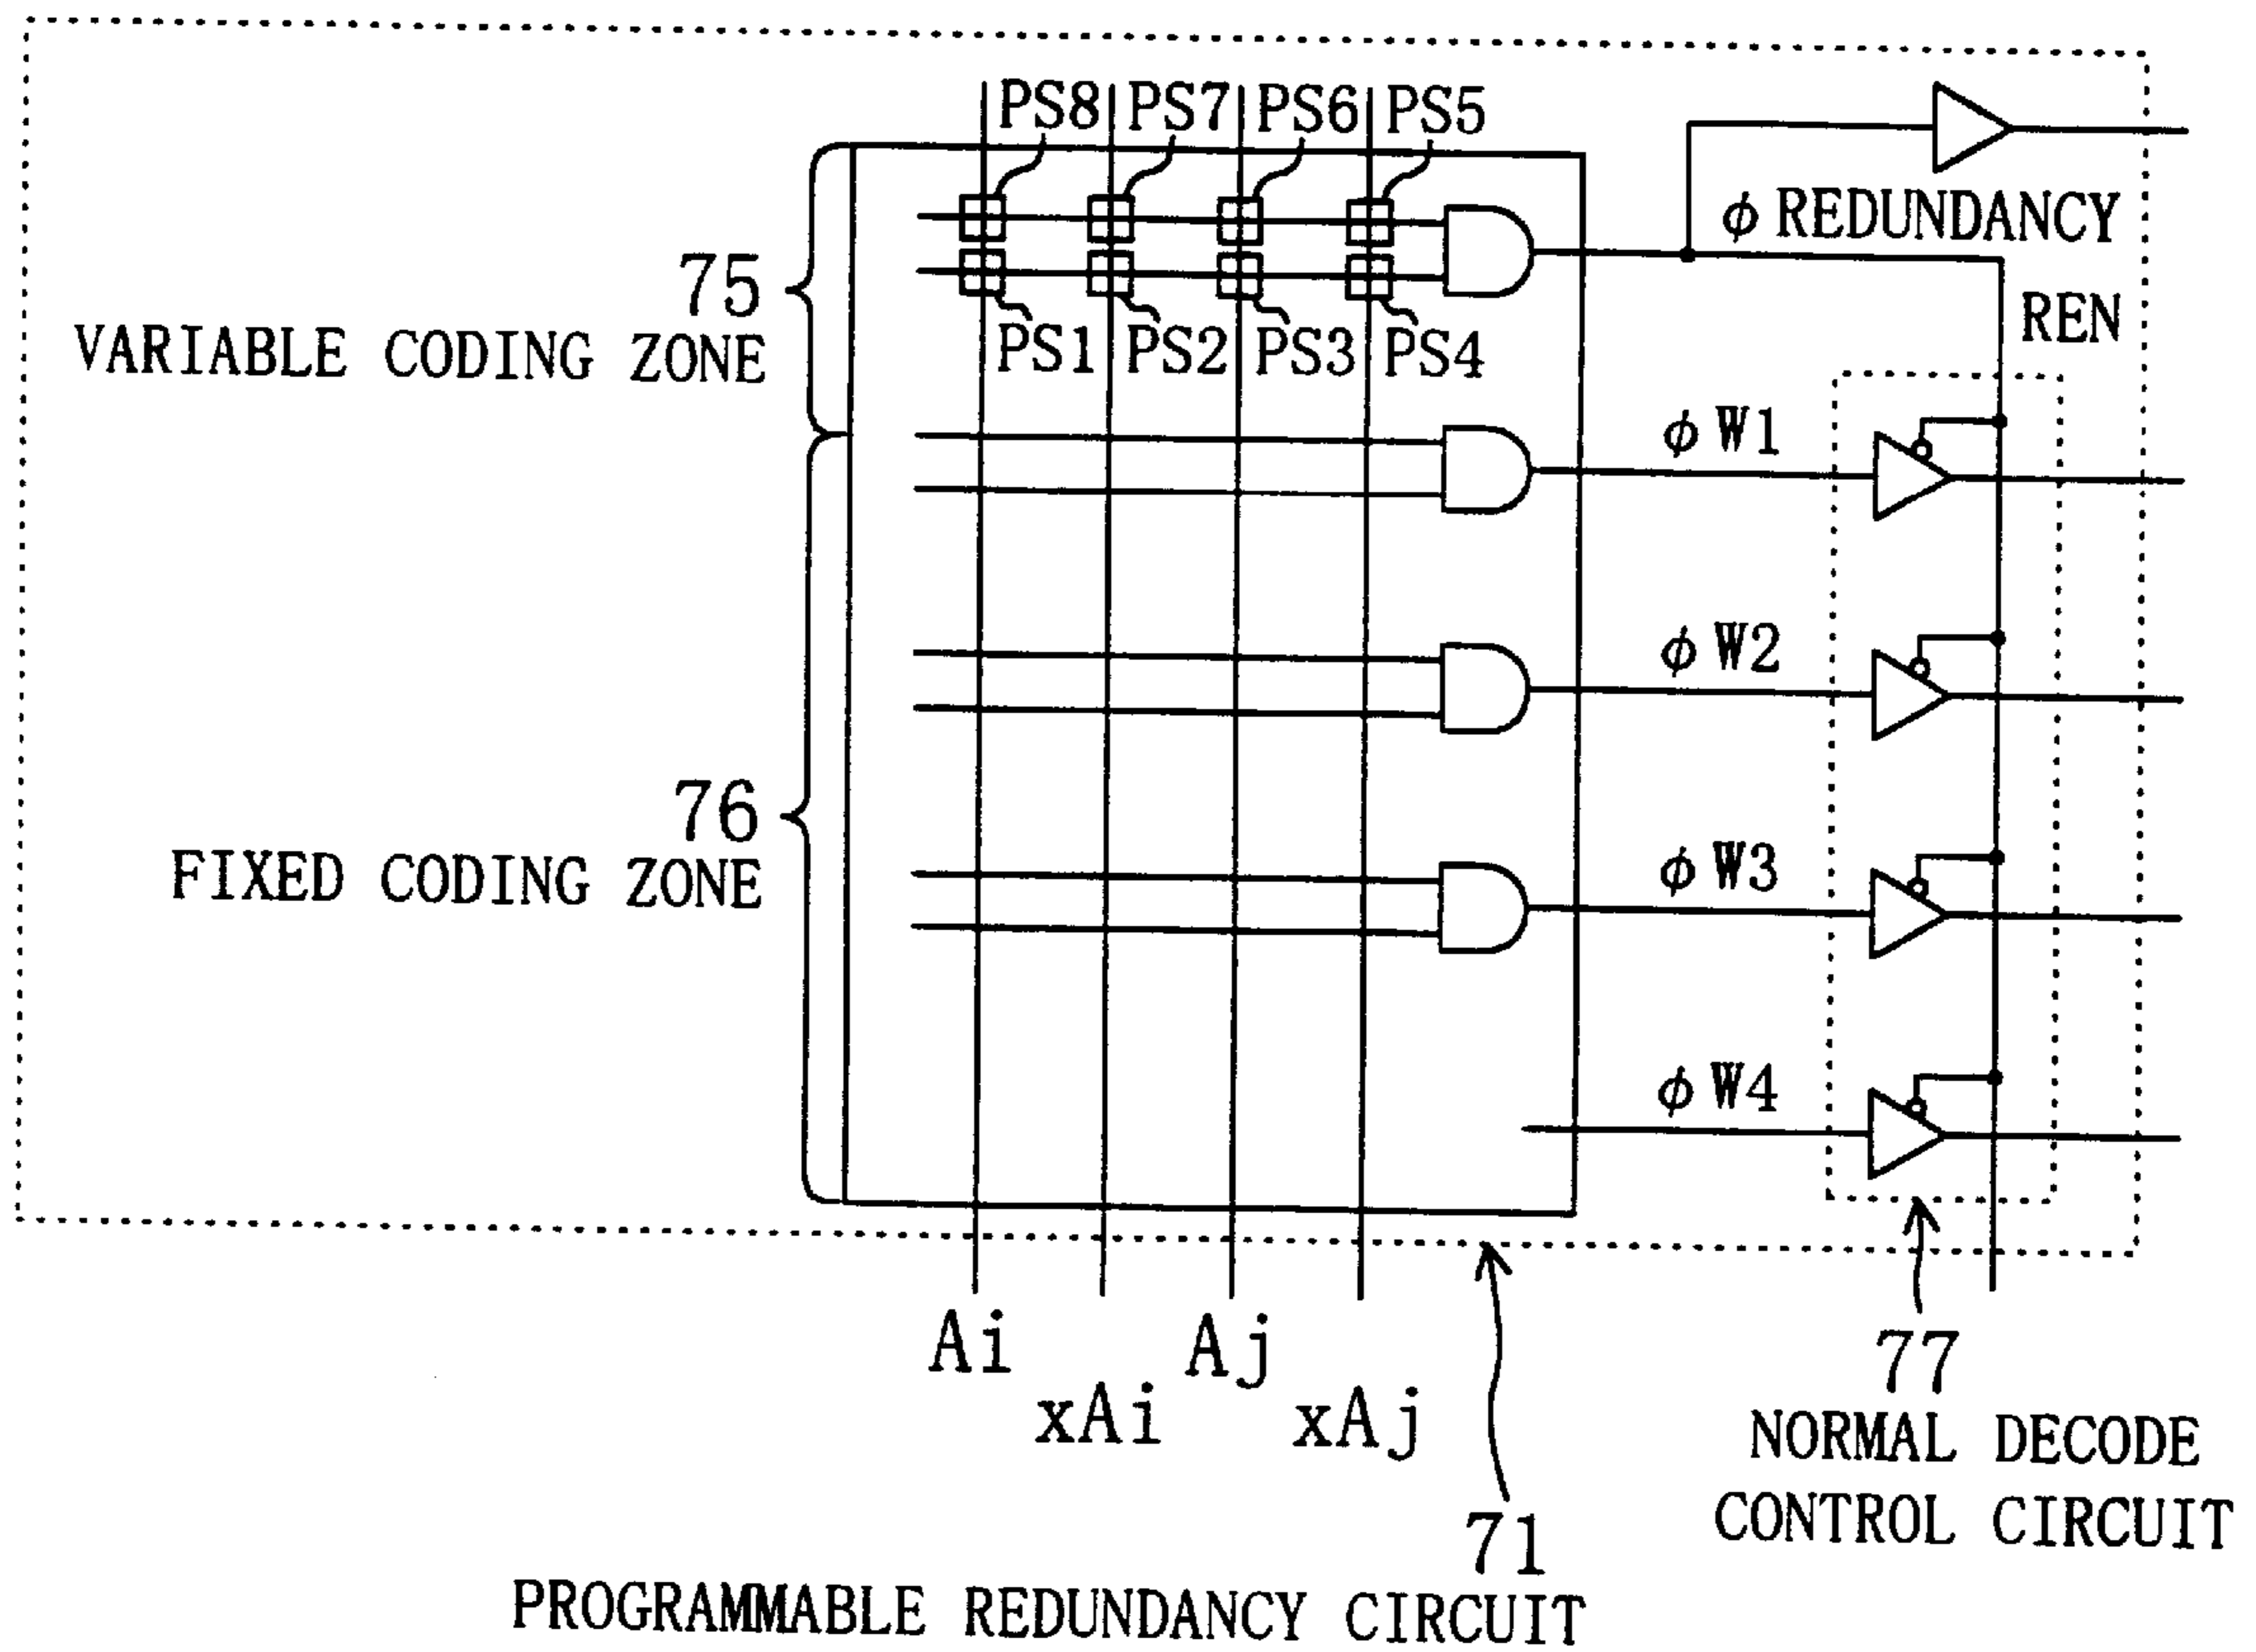 PS8 PS7 PS6 PS5
φ REDUNDANCY
75
VARIABLE CODING ZONE
PS1 PS2 PS3 PS4
REN
φ W1
φ W2
76
FIXED CODING ZONE
φ W3
φ W4
Ai
xAi
Aj
xAj
77
NORMAL DECODE
CONTROL CIRCUIT
71
PROGRAMMABLE REDUNDANCY CIRCUIT